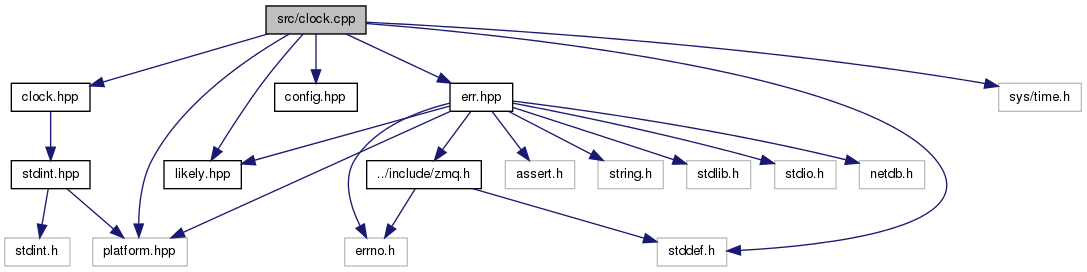 src/clock.cpp
clock.hpp
config.hpp
err.hpp
sys/time.h
stdint.hpp
likely.hpp
../include/zmq.h
assert.h
string.h
stdlib.h
stdio.h
netdb.h
stdint.h
platform.hpp
errno.h
stddef.h